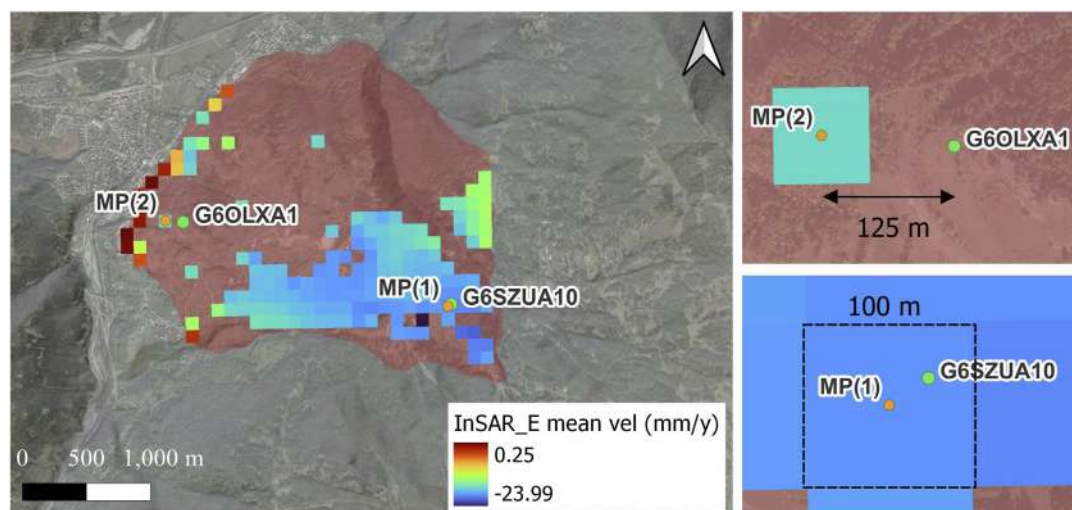 MP(2)
G6OLXA1
MP(1)
G6SZUA10
0 500 1,000 m
InSAR_E mean vel (mm/y)
0.25
-23.99
MP(2)
G6OLXA1
125 m
100 m
G6SZUA10
MP(1)